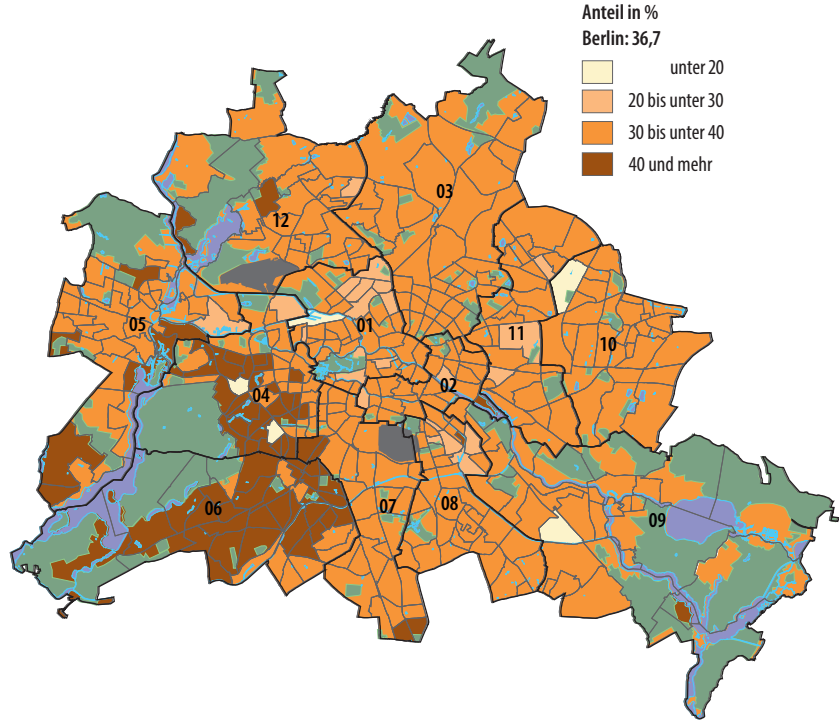 Anteil in %
Berlin: 36,7
unter 20
20 bis unter 30
30 bis unter 40
40 und mehr
03
12
01
05
11
10
02
04
06
07
08
09